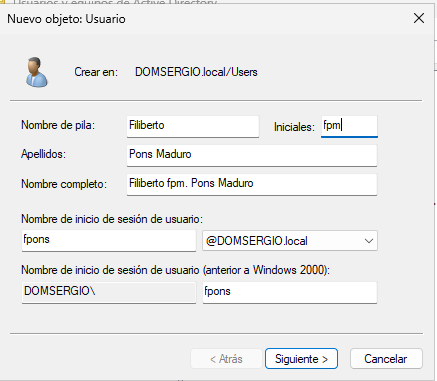 Usuarios y equipos de Active Directory
Nuevo objeto: Usuario
Crear en: DOMSERGIO.local/Users
Nombre de pila: Filiberto Iniciales: fpm
Apellidos: Pons Maduro
Nombre completo: Filiberto fpm. Pons Maduro
Nombre de inicio de sesión de usuario:
fpons @DOMSERGIO.local
Nombre de inicio de sesión de usuario (anterior a Windows 2000):
DOMSERGIO\ fpons
< Atrás Siguiente > Cancelar